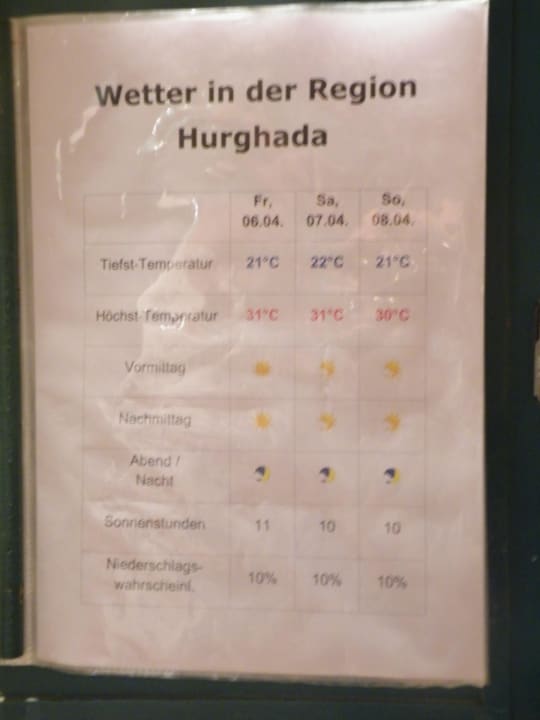 Wetter in der Region
Hurghada
Fr, Sa, So,
06.04. 07.04. 08.04.
Tiefst-Temperatur 21°C 22°C 21°C
Höchst-Temperatur 31°C 31°C 30°C
Vormittag
Nachmittag
Abend /
Nacht
Sonnenstunden 11 10 10
Niederschlags-
wahrscheinl. 10% 10% 10%